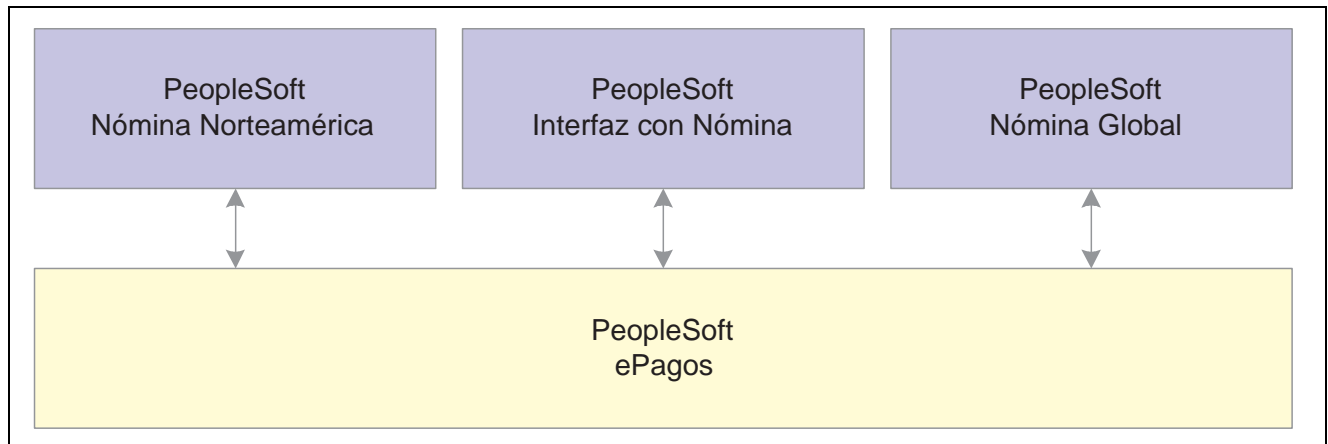 PeopleSoft
Nómina Norteamérica
PeopleSoft
Interfaz con Nómina
PeopleSoft
Nómina Global
PeopleSoft
ePagos